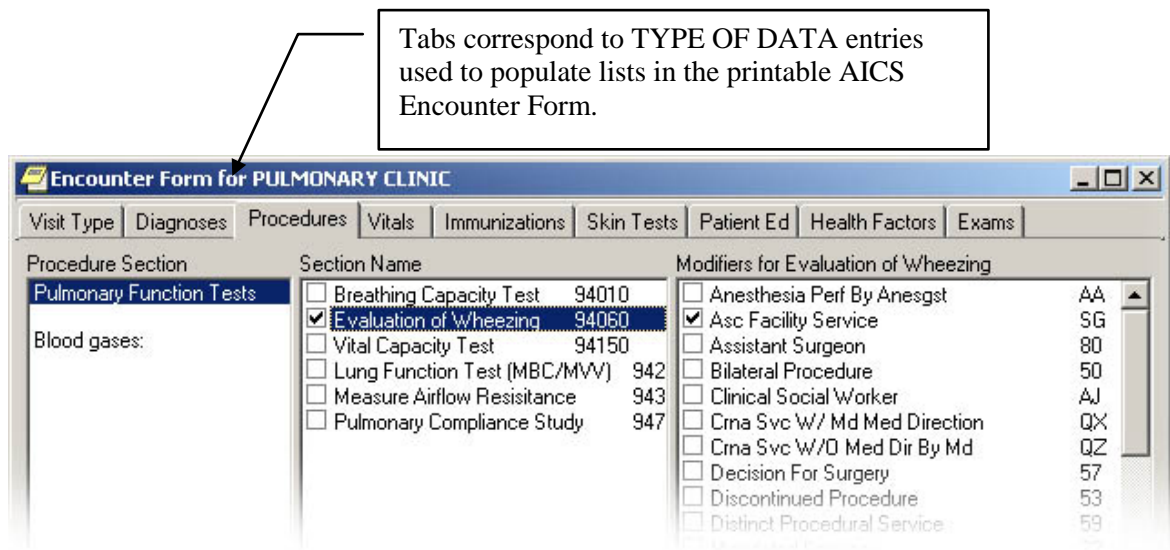 Tabs correspond to TYPE OF DATA entries
used to populate lists in the printable AICS
Encounter Form.
Encounter Form for PULMONARY CLINIC
Visit Type Diagnoses Procedures Vitals Immunizations Skin Tests Patient Ed Health Factors Exams
Procedure Section Section Name Modifiers for Evaluation of Wheezing
Pulmonary Function Tests
Blood gases:
Breathing Capacity Test 94010
Evaluation of Wheezing 94060
Vital Capacity Test 94150
Lung Function Test (MBC/MVV) 942
Measure Airflow Resisitance 943
Pulmonary Compliance Study 947
Anesthesia Perf By Anesgst AA
Asc Facility Service SG
Assistant Surgeon 80
Bilateral Procedure 50
Clinical Social Worker AJ
Crna Svc W/ Md Med Direction QX
Crna Svc W/O Med Dir By Md QZ
Decision For Surgery 57
Discontinued Procedure 53
Distinct Procedural Service 59